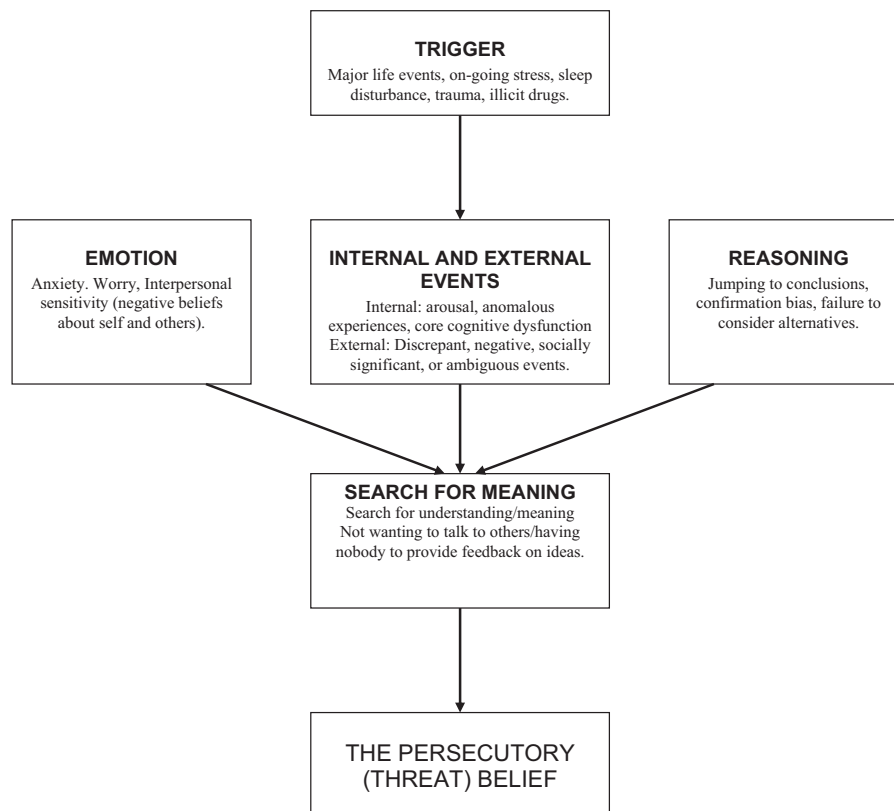 TRIGGER
Major life events, on-going stress, sleep
disturbance, trauma, illicit drugs.
EMOTION
Anxiety. Worry, Interpersonal
sensitivity (negative beliefs
about self and others).
INTERNAL AND EXTERNAL
EVENTS
Internal: arousal, anomalous
experiences, core cognitive dysfunction
External: Discrepant, negative, socially
significant, or ambiguous events.
REASONING
Jumping to conclusions,
confirmation bias, failure to
consider alternatives.
SEARCH FOR MEANING
Search for understanding/meaning
Not wanting to talk to others/having
nobody to provide feedback on ideas.
THE PERSECUTORY
(THREAT) BELIEF